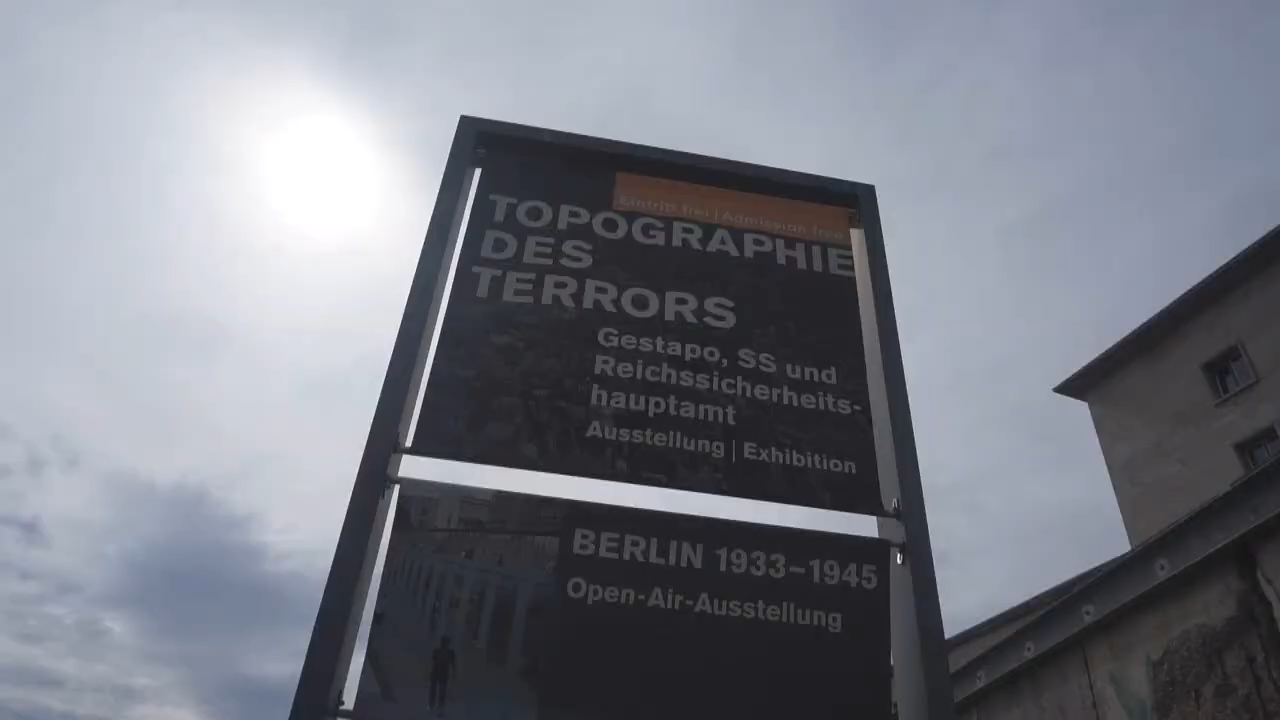 Eintritt frei | Admission free
TOPOGRAPHIE
DES
TERRORS
Gestapo, SS und
Reichssicherheits-
hauptamt
Ausstellung | Exhibition
BERLIN 1933–1945
Open-Air-Ausstellung